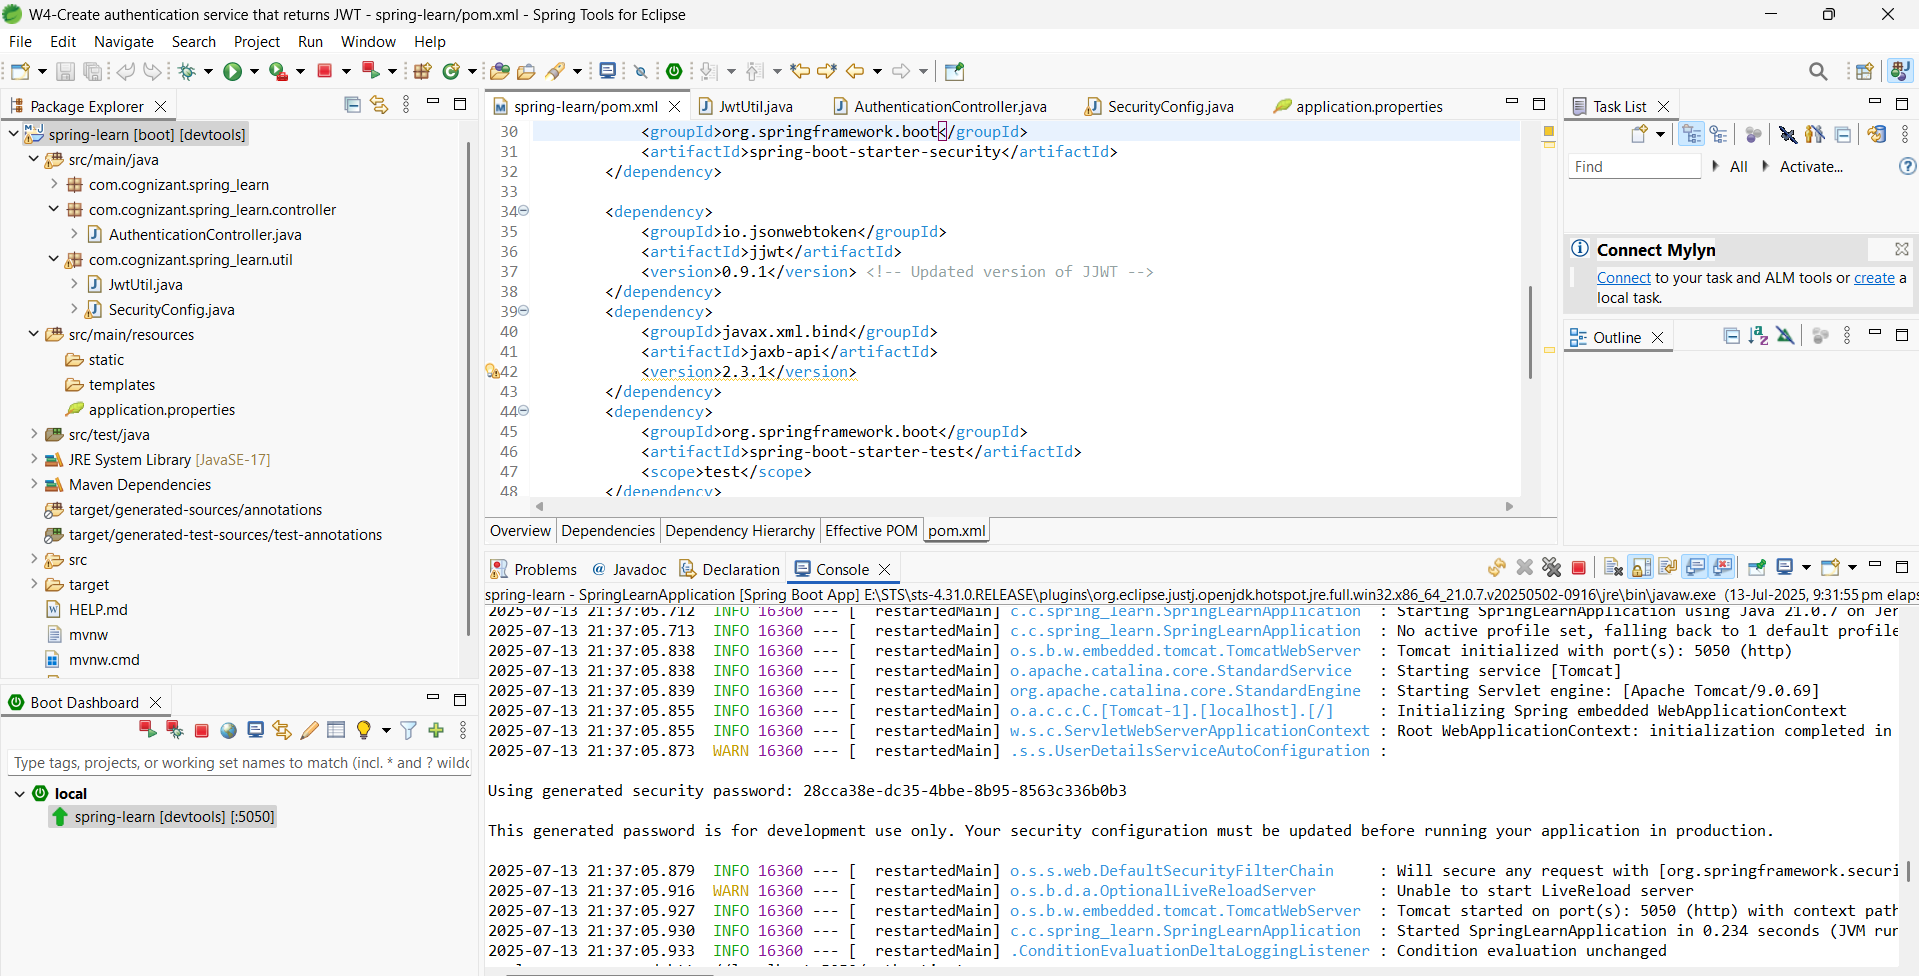 W4-Create authentication service that returns JWT - spring-learn/pom.xml - Spring Tools for Eclipse
File Edit Navigate Search Project Run Window Help
Package Explorer
spring-learn [boot] [devtools]
src/main/java
com.cognizant.spring_learn
com.cognizant.spring_learn.controller
AuthenticationController.java
com.cognizant.spring_learn.util
JwtUtil.java
SecurityConfig.java
src/main/resources
static
templates
application.properties
src/test/java
JRE System Library [JavaSE-17]
Maven Dependencies
target/generated-sources/annotations
target/generated-test-sources/test-annotations
src
target
HELP.md
mvnw
mvnw.cmd
Boot Dashboard
Type tags, projects, or working set names to match (incl. * and ? wildc
local
spring-learn [devtools] [:5050]
spring-learn/pom.xml JwtUtil.java AuthenticationController.java SecurityConfig.java application.properties
30 <groupId>org.springframework.boot</groupId>
31 <artifactId>spring-boot-starter-security</artifactId>
32 </dependency>
33
34 <dependency>
35 <groupId>io.jsonwebtoken</groupId>
36 <artifactId>jjwt</artifactId>
37 <version>0.9.1</version> <!-- Updated version of JJWT -->
38 </dependency>
39 <dependency>
40 <groupId>javax.xml.bind</groupId>
41 <artifactId>jaxb-api</artifactId>
42 <version>2.3.1</version>
43 </dependency>
44 <dependency>
45 <groupId>org.springframework.boot</groupId>
46 <artifactId>spring-boot-starter-test</artifactId>
47 <scope>test</scope>
48 </dependency>
Overview Dependencies Dependency Hierarchy Effective POM pom.xml
Task List
Find All Activate...
Connect Mylyn
Connect to your task and ALM tools or create a
local task.
Outline
Problems Javadoc Declaration Console
spring-learn - SpringLearnApplication [Spring Boot App] E:\STS\sts-4.31.0.RELEASE\plugins\org.eclipse.justj.openjdk.hotspot.jre.full.win32.x86_64_21.0.7.v20250502-0916\jre\bin\javaw.exe (13-Jul-2025, 9:31:55 pm elaps
2025-07-13 21:37:05.712 INFO 16360 --- [ restartedMain] c.c.spring_learn.SpringLearnApplication : Starting SpringLearnApplication using Java 21.0.7 on Jer
2025-07-13 21:37:05.713 INFO 16360 --- [ restartedMain] c.c.spring_learn.SpringLearnApplication : No active profile set, falling back to 1 default profile
2025-07-13 21:37:05.838 INFO 16360 --- [ restartedMain] o.s.b.w.embedded.tomcat.TomcatWebServer : Tomcat initialized with port(s): 5050 (http)
2025-07-13 21:37:05.838 INFO 16360 --- [ restartedMain] o.apache.catalina.core.StandardService : Starting service [Tomcat]
2025-07-13 21:37:05.839 INFO 16360 --- [ restartedMain] org.apache.catalina.core.StandardEngine : Starting Servlet engine: [Apache Tomcat/9.0.69]
2025-07-13 21:37:05.855 INFO 16360 --- [ restartedMain] o.a.c.c.C.[Tomcat-1].[localhost].[/] : Initializing Spring embedded WebApplicationContext
2025-07-13 21:37:05.855 INFO 16360 --- [ restartedMain] w.s.c.ServletWebServerApplicationContext : Root WebApplicationContext: initialization completed in
2025-07-13 21:37:05.873 WARN 16360 --- [ restartedMain] .s.s.UserDetailsServiceAutoConfiguration :
Using generated security password: 28cca38e-dc35-4bbe-8b95-8563c336b0b3
This generated password is for development use only. Your security configuration must be updated before running your application in production.
2025-07-13 21:37:05.879 INFO 16360 --- [ restartedMain] o.s.s.web.DefaultSecurityFilterChain : Will secure any request with [org.springframework.securi
2025-07-13 21:37:05.916 WARN 16360 --- [ restartedMain] o.s.b.d.a.OptionalLiveReloadServer : Unable to start LiveReload server
2025-07-13 21:37:05.927 INFO 16360 --- [ restartedMain] o.s.b.w.embedded.tomcat.TomcatWebServer : Tomcat started on port(s): 5050 (http) with context path
2025-07-13 21:37:05.930 INFO 16360 --- [ restartedMain] c.c.spring_learn.SpringLearnApplication : Started SpringLearnApplication in 0.234 seconds (JVM rur
2025-07-13 21:37:05.933 INFO 16360 --- [ restartedMain] .ConditionEvaluationDeltaLoggingListener : Condition evaluation unchanged